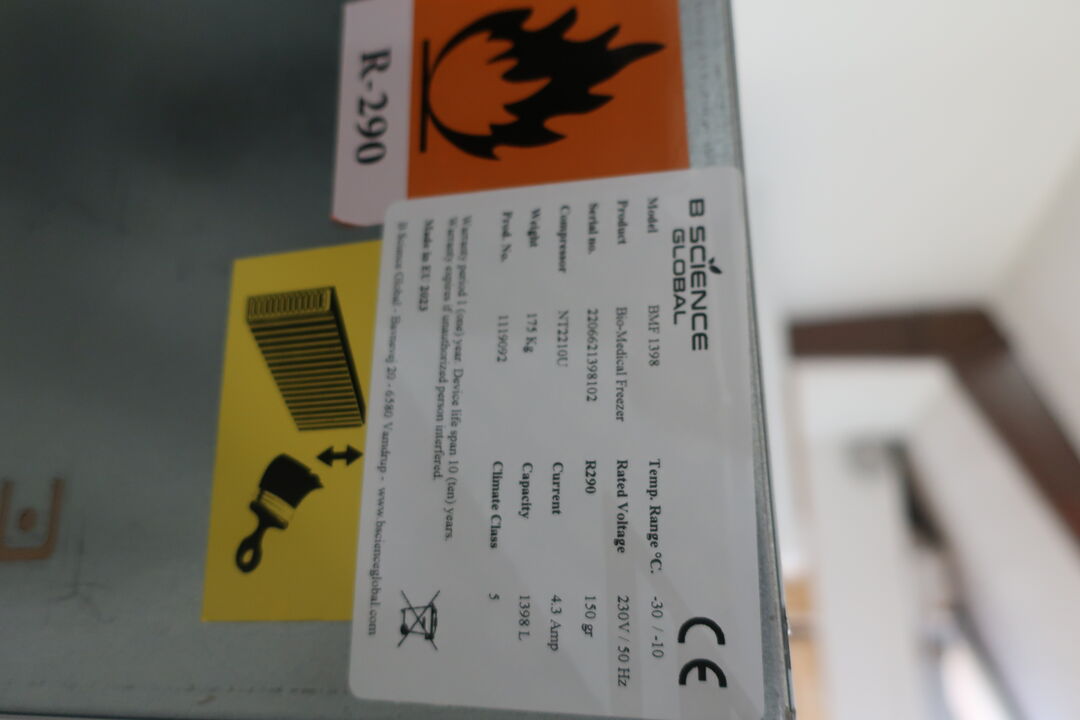 R-290
B SCIENCE
GLOBAL
CE
Model BMF 1398 Temp. Range °C. -30 / -10
Product Bio-Medical Freezer Rated Voltage 230V / 50 Hz
Serial no. 2206621398102 R290 150 gr
Compressor NT2210U Current 4.3 Amp
Weight 175 Kg Capacity 1398 L
Prod. No. 1119092 Climate Class 5
Warranty period 1 (one) year. Device life span 10 (ten) years.
Warranty expires if unauthorized person interfered.
Made in EU 2023
B Science Global - Bavnevej 20 - 6580 Vamdrup - www.bscienceglobal.com